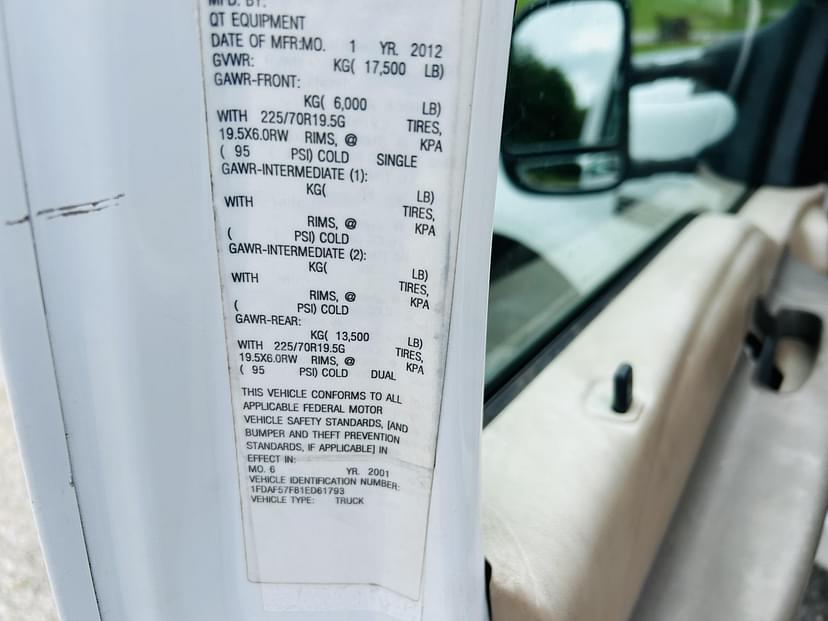 MFD. BY:
QT EQUIPMENT
DATE OF MFR:MO. 1 YR. 2012
GVWR: KG( 17,500 LB)
GAWR-FRONT:
KG( 6,000 LB)
WITH 225/70R19.5G TIRES,
19.5X6.0RW RIMS, @ KPA
( 95 PSI) COLD SINGLE
GAWR-INTERMEDIATE (1):
KG( LB)
WITH TIRES,
RIMS, @ KPA
( PSI) COLD
GAWR-INTERMEDIATE (2):
KG( LB)
WITH TIRES,
RIMS, @ KPA
( PSI) COLD
GAWR-REAR:
KG( 13,500 LB)
WITH 225/70R19.5G TIRES,
19.5X6.0RW RIMS, @ KPA
( 95 PSI) COLD DUAL
THIS VEHICLE CONFORMS TO ALL
APPLICABLE FEDERAL MOTOR
VEHICLE SAFETY STANDARDS, [AND
BUMPER AND THEFT PREVENTION
STANDARDS, IF APPLICABLE] IN
EFFECT IN:
MO. 6 YR. 2001
VEHICLE IDENTIFICATION NUMBER:
1FDAF57F81ED61793
VEHICLE TYPE: TRUCK